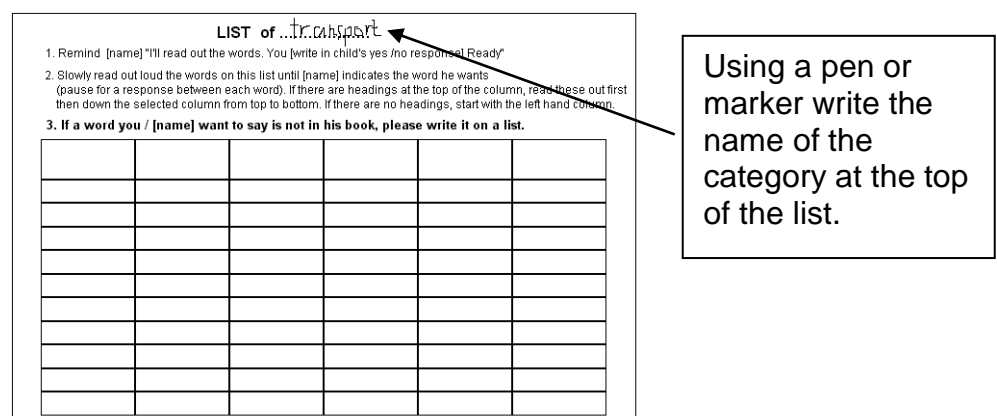 LIST of ...transport
1. Remind [name] "I'll read out the words. You [write in child's yes /no response] Ready"
2. Slowly read out loud the words on this list until [name] indicates the word he wants
(pause for a response between each word). If there are headings at the top of the column, read these out first
then down the selected column from top to bottom. If there are no headings, start with the left hand column.
3. If a word you / [name] want to say is not in his book, please write it on a list.
Using a pen or
marker write the
name of the
category at the top
of the list.